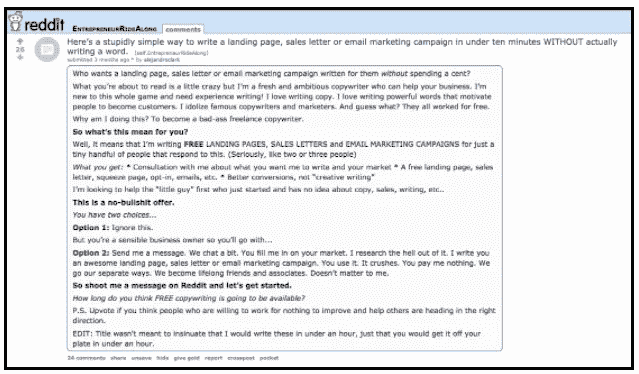 reddit ENTREPRENEURRIDEALONG comments
Here's a stupidly simple way to write a landing page, sales letter or email marketing campaign in under ten minutes WITHOUT actually
26
writing a word. (self.EntrepreneurRideAlong)
submitted 3 months ago * by alejandroclark
Who wants a landing page, sales letter or email marketing campaign written for them without spending a cent?
What you're about to read is a little crazy but I'm a fresh and ambitious copywriter who can help your business. I'm
new to this whole game and need experience writing! I love writing copy. I love writing powerful words that motivate
people to become customers. I idolize famous copywriters and marketers. And guess what? They all worked for free.
Why am I doing this? To become a bad-ass freelance copywriter.
So what's this mean for you?
Well, it means that I'm writing FREE LANDING PAGES, SALES LETTERS and EMAIL MARKETING CAMPAIGNS for just a
tiny handful of people that respond to this. (Seriously, like two or three people)
What you get: * Consultation with me about what you want me to write and your market * A free landing page, sales
letter, squeeze page, opt-in, emails, etc. * Better conversions, not "creative writing"
I'm looking to help the "little guy" first who just started and has no idea about copy, sales, writing, etc..
This is a no-bullshit offer.
You have two choices...
Option 1: Ignore this.
But you're a sensible business owner so you'll go with...
Option 2: Send me a message. We chat a bit. You fill me in on your market. I research the hell out of it. I write you
an awesome landing page, sales letter or email marketing campaign. You use it. It crushes. You pay me nothing. We
go our separate ways. We become lifelong friends and associates. Doesn't matter to me.
So shoot me a message on Reddit and let's get started.
How long do you think FREE copywriting is going to be available?
P.S. Upvote if you think people who are willing to work for nothing to improve and help others are heading in the right
direction.
EDIT: Title wasn't meant to insinuate that I would write these in under an hour, just that you would get it off your
plate in under an hour.
34 comments share unsave hide give gold report crosspost pocket